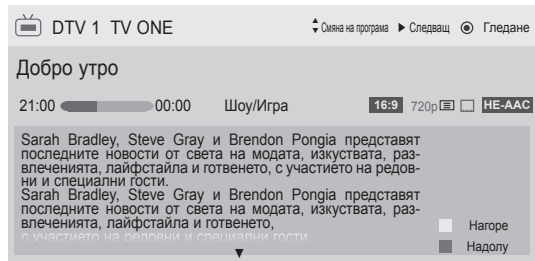 DTV 1 TV ONE
Смяна на програма Следващ Гледане
Добро утро
21:00 00:00 Шоу/Игра 16:9 720p HE-AAC
Sarah Bradley, Steve Gray и Brendon Pongia представят
последните новости от света на модата, изкуствата, раз-
влеченията, лайфстайла и готвенето, с участието на редов-
ни и специални гости.
Sarah Bradley, Steve Gray и Brendon Pongia представят
последните новости от света на модата, изкуствата, раз-
влеченията, лайфстайла и готвенето,
с участието на редовни и специални гости.
Нагоре
Надолу